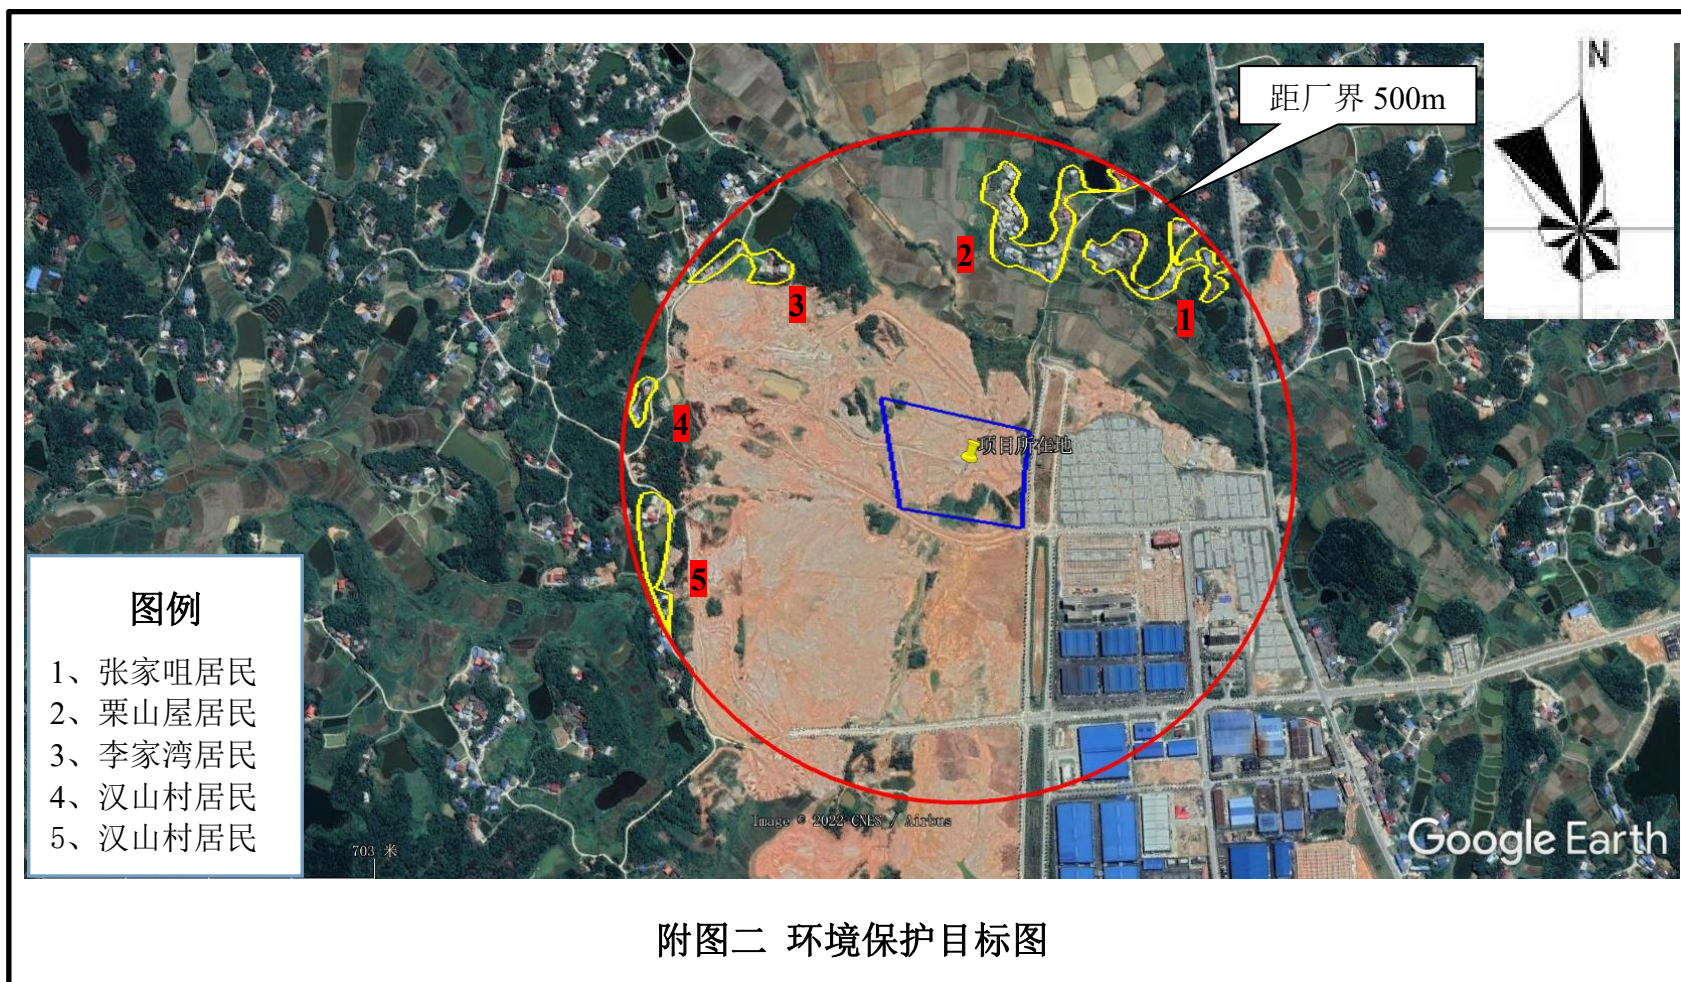 N
距厂界 500m
2
1
3
4
5
项目所在地
图例
1、张家咀居民
2、栗山屋居民
3、李家湾居民
4、汉山村居民
5、汉山村居民
703 米
Image © 2022 CNES / Airbus
Google Earth
附图二 环境保护目标图